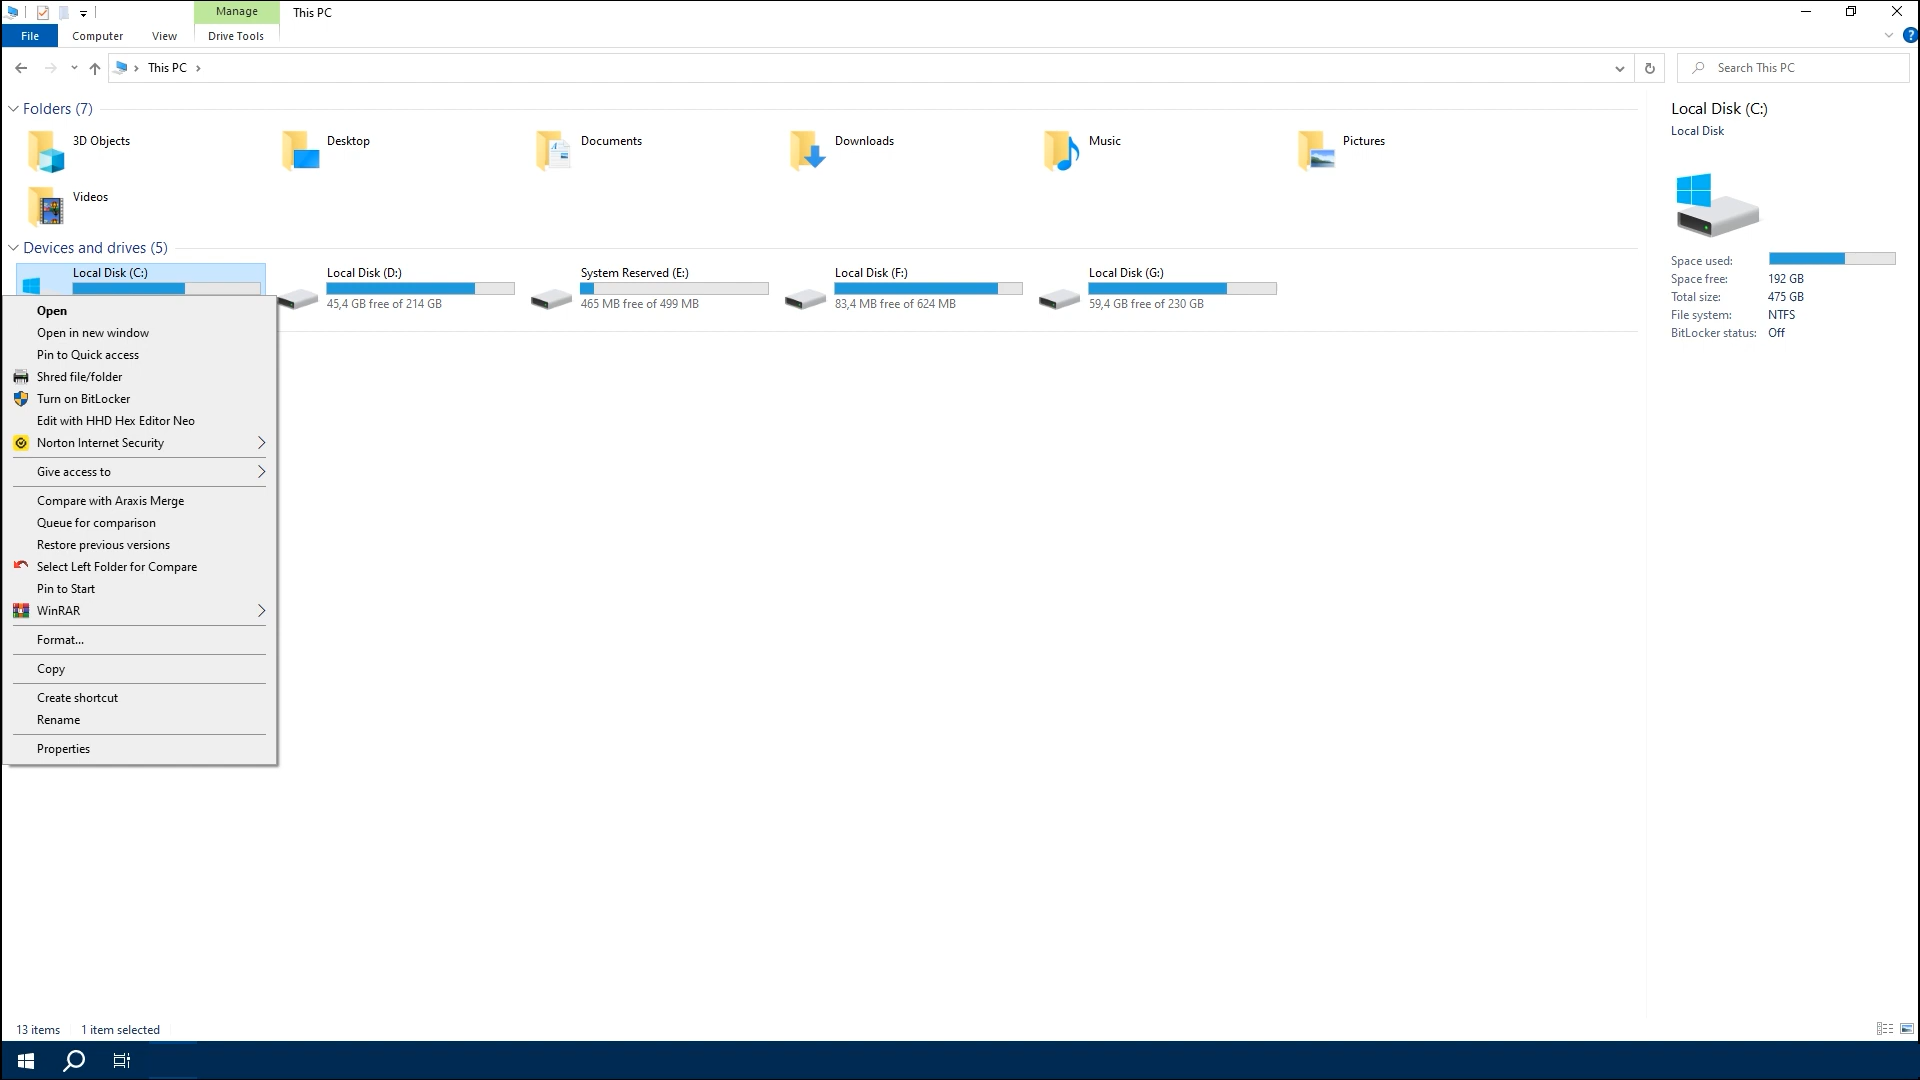 Manage
This PC
File
Computer
View
Drive Tools
This PC
Search This PC
Folders (7)
3D Objects
Desktop
Documents
Downloads
Music
Pictures
Videos
Devices and drives (5)
Local Disk (C:)
Local Disk (D:)
45,4 GB free of 214 GB
System Reserved (E:)
465 MB free of 499 MB
Local Disk (F:)
83,4 MB free of 624 MB
Local Disk (G:)
59,4 GB free of 230 GB
Open
Open in new window
Pin to Quick access
Shred file/folder
Turn on BitLocker
Edit with HHD Hex Editor Neo
Norton Internet Security
Give access to
Compare with Araxis Merge
Queue for comparison
Restore previous versions
Select Left Folder for Compare
Pin to Start
WinRAR
Format...
Copy
Create shortcut
Rename
Properties
Local Disk (C:)
Local Disk
Space used:
Space free: 192 GB
Total size: 475 GB
File system: NTFS
BitLocker status: Off
13 items 1 item selected